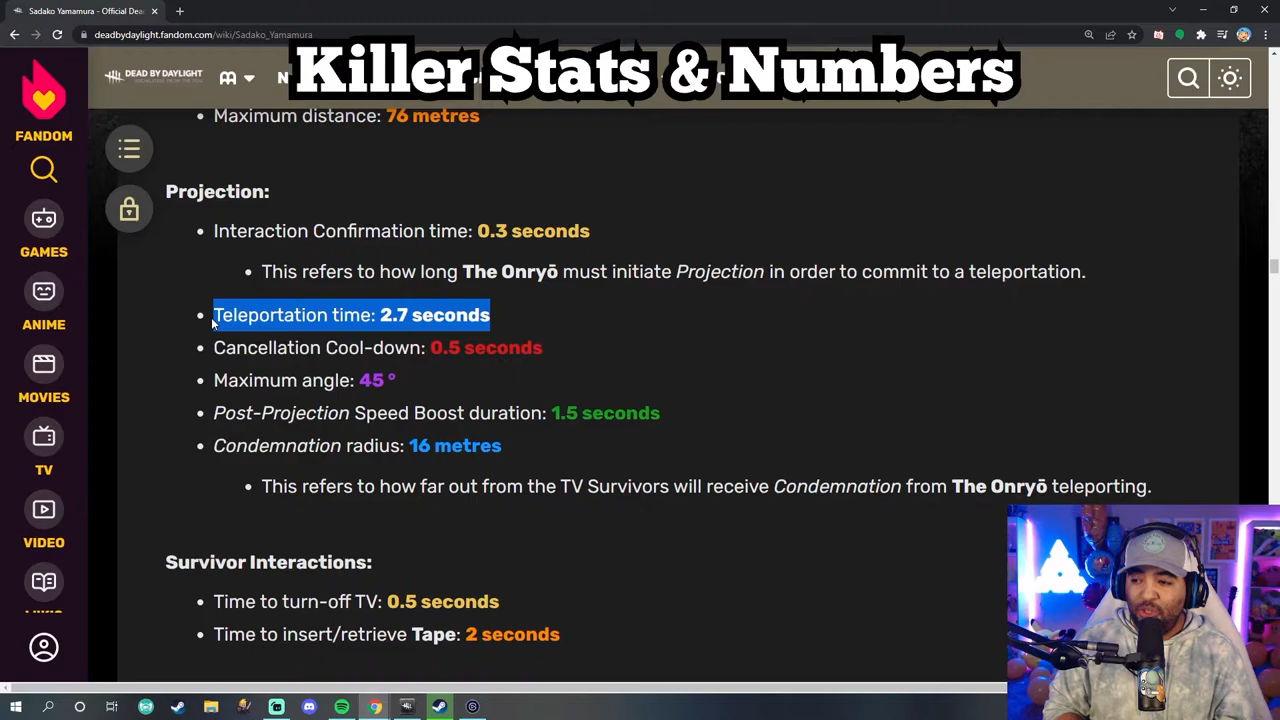 Sadako Yamamura - Official Dea
deadbydaylight.fandom.com/wiki/Sadako_Yamamura
Killer Stats & Numbers
DEAD BY DAYLIGHT
FANDOM
GAMES
ANIME
MOVIES
TV
VIDEO
Maximum distance: 76 metres
Projection:
Interaction Confirmation time: 0.3 seconds
This refers to how long The Onryō must initiate Projection in order to commit to a teleportation.
Teleportation time: 2.7 seconds
Cancellation Cool-down: 0.5 seconds
Maximum angle: 45 °
Post-Projection Speed Boost duration: 1.5 seconds
Condemnation radius: 16 metres
This refers to how far out from the TV Survivors will receive Condemnation from The Onryō teleporting.
Survivor Interactions:
Time to turn-off TV: 0.5 seconds
Time to insert/retrieve Tape: 2 seconds